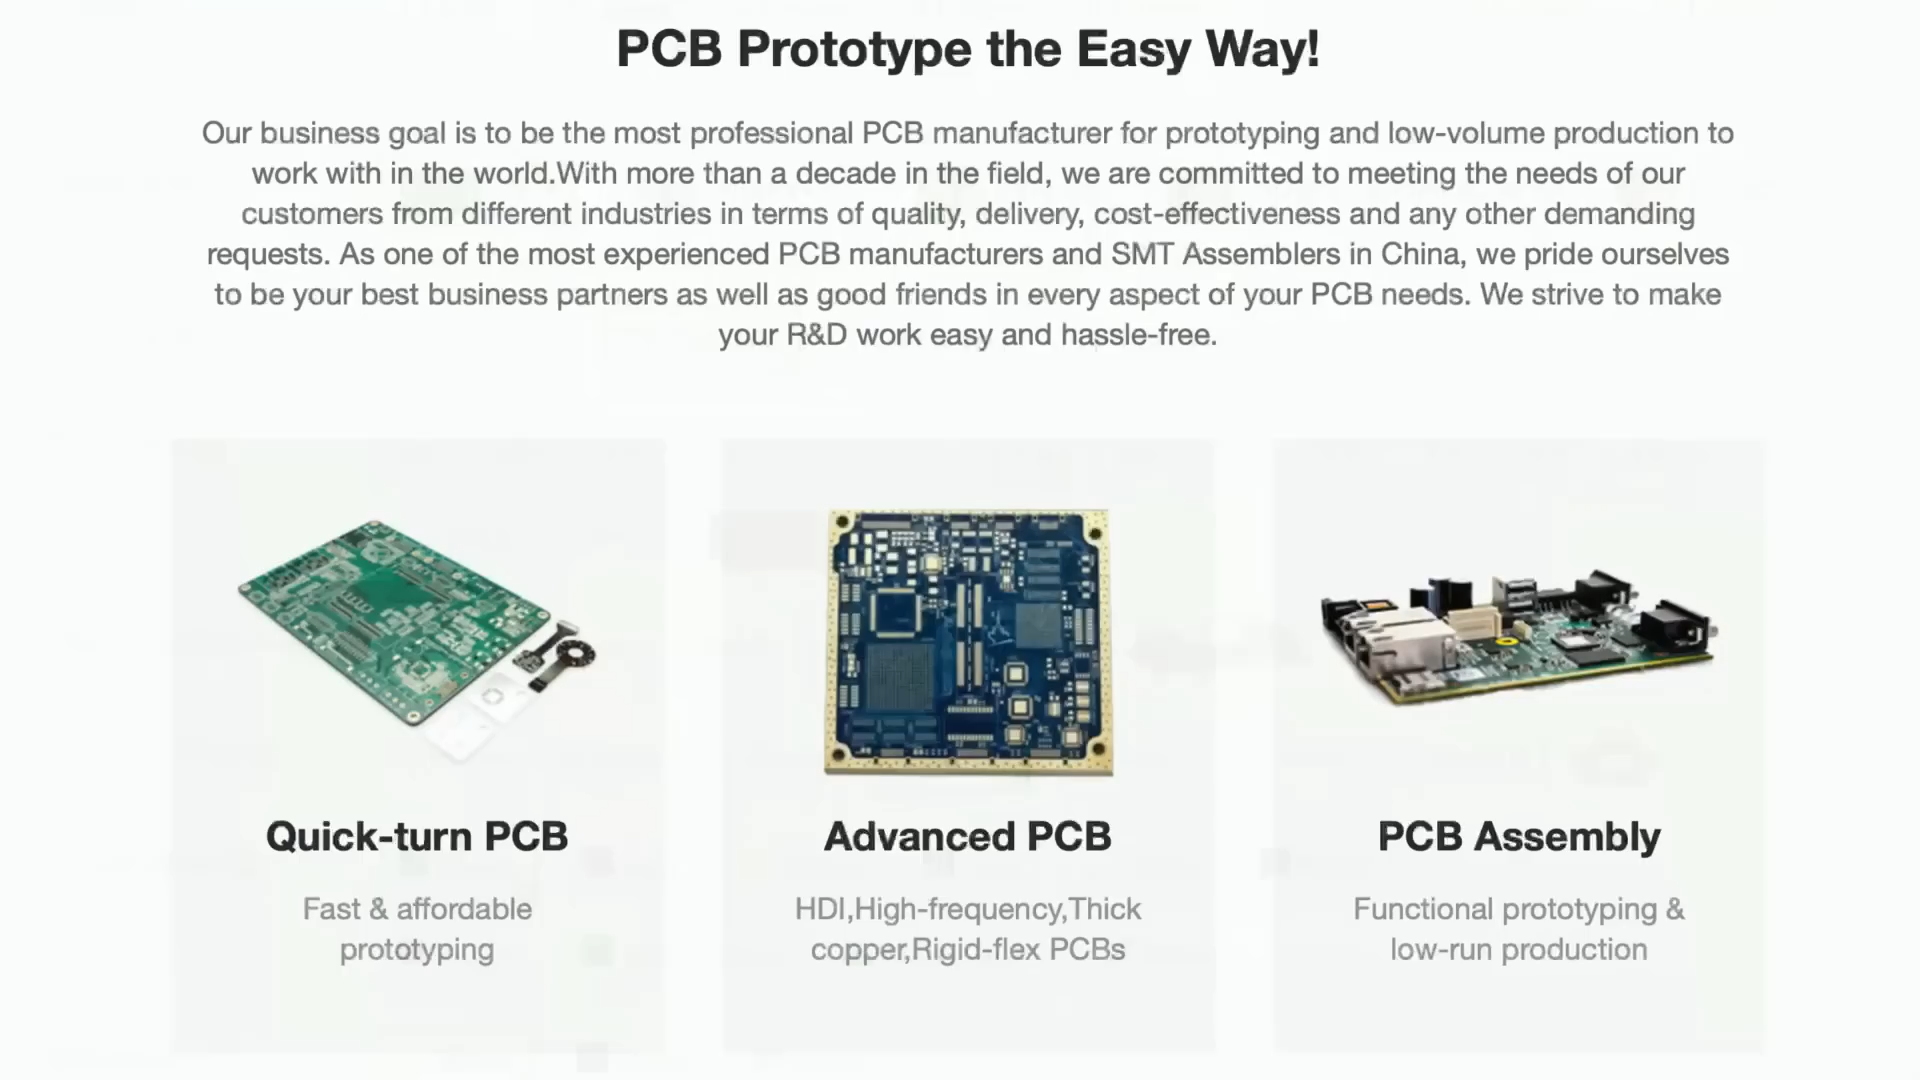 PCB Prototype the Easy Way!
Our business goal is to be the most professional PCB manufacturer for prototyping and low-volume production to
work with in the world.With more than a decade in the field, we are committed to meeting the needs of our
customers from different industries in terms of quality, delivery, cost-effectiveness and any other demanding
requests. As one of the most experienced PCB manufacturers and SMT Assemblers in China, we pride ourselves
to be your best business partners as well as good friends in every aspect of your PCB needs. We strive to make
your R&D work easy and hassle-free.
Quick-turn PCB
Fast & affordable
prototyping
Advanced PCB
HDI,High-frequency,Thick
copper,Rigid-flex PCBs
PCB Assembly
Functional prototyping &
low-run production